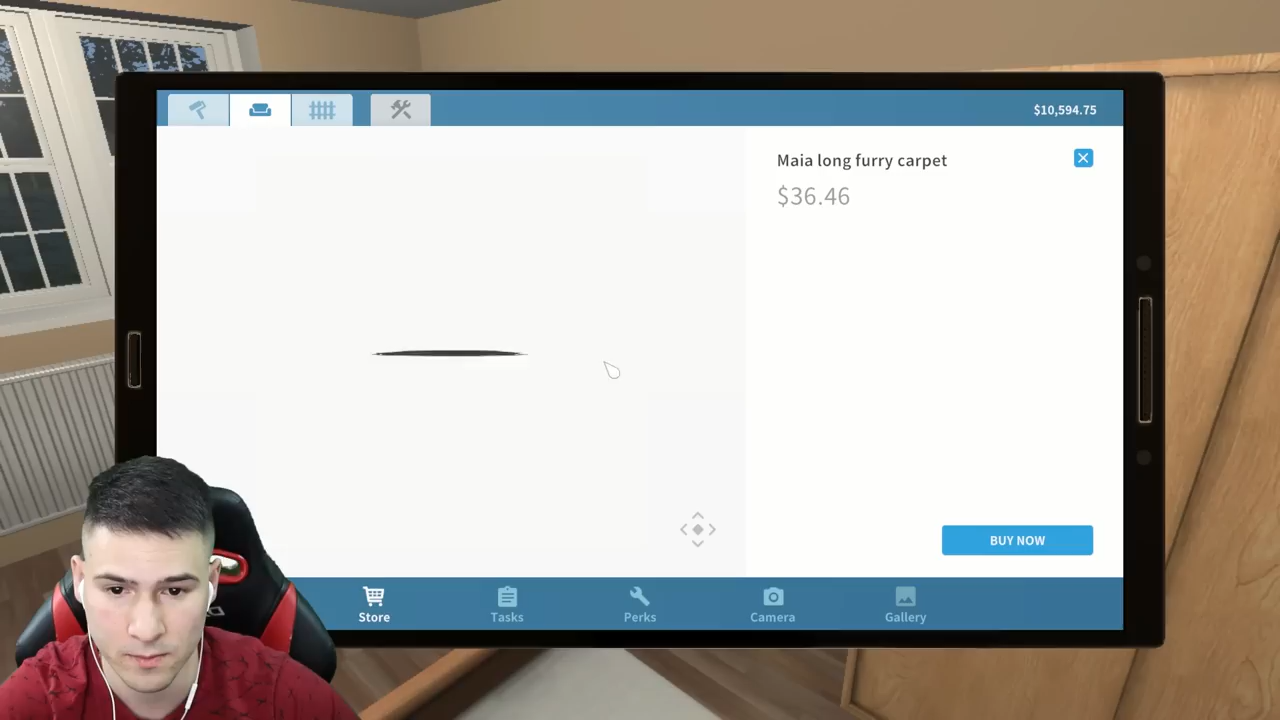 $10,594.75
Maia long furry carpet
$36.46
BUY NOW
Store
Tasks
Perks
Camera
Gallery